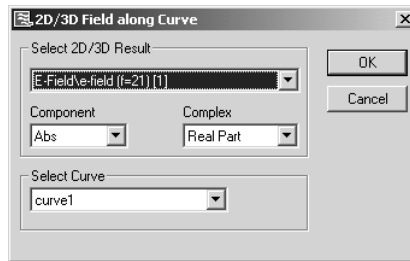 2D/3D Field along Curve
Select 2D/3D Result
E-Field\e-field (f=21) [1]
Component
Complex
Abs
Real Part
Select Curve
curve1
OK
Cancel